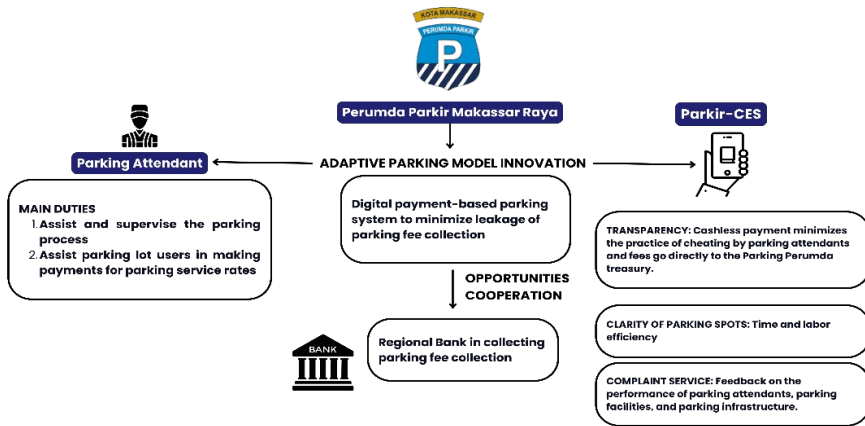 KOTA MAKASSAR
PERUMDA PARKIR
P
Perumda Parkir Makassar Raya
Parkir-CES
Parking Attendant
ADAPTIVE PARKING MODEL INNOVATION
MAIN DUTIES
1. Assist and supervise the parking
process
2. Assist parking lot users in making
payments for parking service rates
Digital payment-based parking
system to minimize leakage of
parking fee collection
OPPORTUNITIES
COOPERATION
BANK
Regional Bank in collecting
parking fee collection
TRANSPARENCY: Cashless payment minimizes
the practice of cheating by parking attendants
and fees go directly to the Parking Perumda
treasury.
CLARITY OF PARKING SPOTS: Time and labor
efficiency
COMPLAINT SERVICE: Feedback on the
performance of parking attendants, parking
facilities, and parking infrastructure.